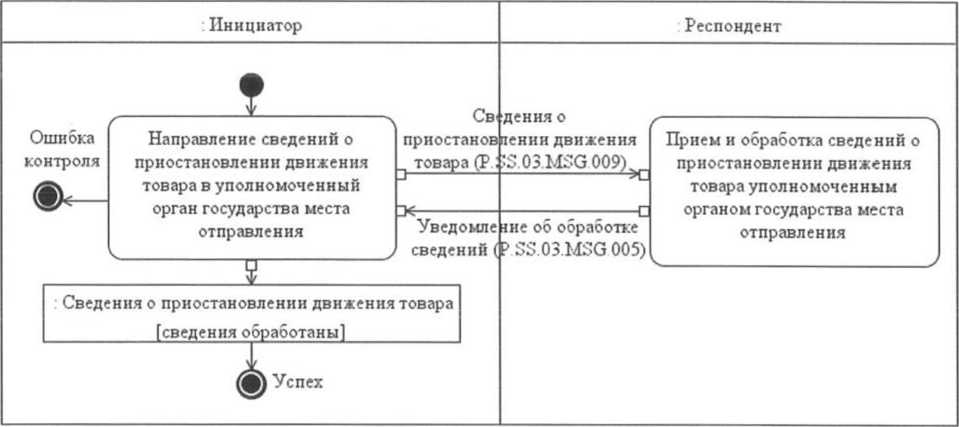 : Инициатор
: Респондент
Ошибка
контроля
Направление сведений о
приостановлении движения
товара в уполномоченный
орган государства места
отправления
Сведения о
приостановлении движения
товара (P.SS.03.MSG.009)
Уведомление об обработке
сведений (P.SS.03.MSG.005)
Прием и обработка сведений о
приостановлении движения
товара уполномоченным
органом государства места
отправления
: Сведения о приостановлении движения товара
[сведения обработаны]
Успех